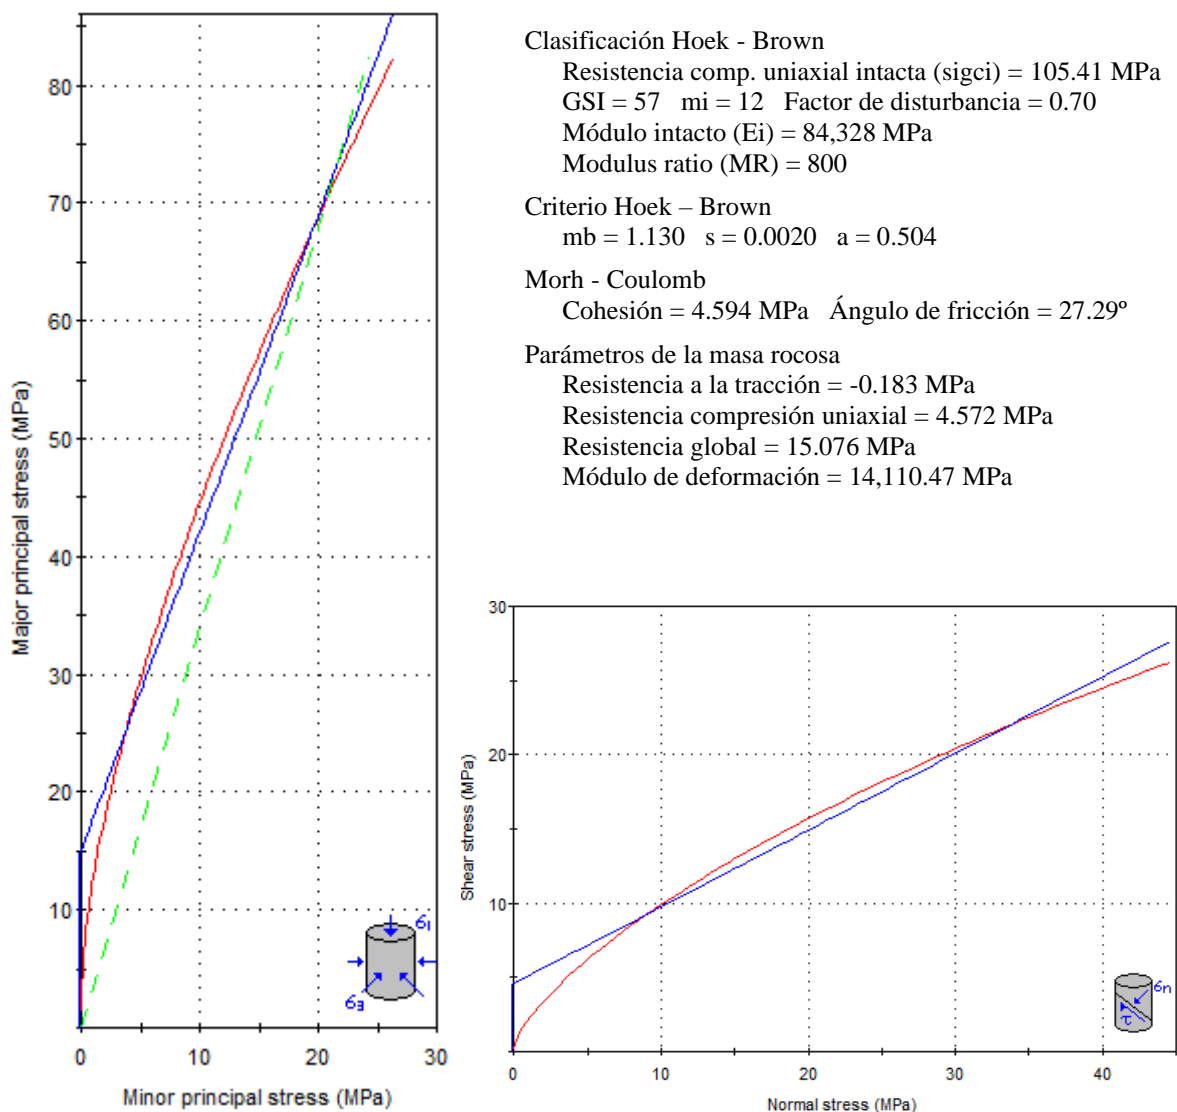 Clasificación Hoek - Brown
Resistencia comp. uniaxial intacta (sigci) = 105.41 MPa
GSI = 57 mi = 12 Factor de disturbancia = 0.70
Módulo intacto (Ei) = 84,328 MPa
Modulus ratio (MR) = 800
Criterio Hoek – Brown
mb = 1.130 s = 0.0020 a = 0.504
Morh - Coulomb
Cohesión = 4.594 MPa Ángulo de fricción = 27.29º
Parámetros de la masa rocosa
Resistencia a la tracción = -0.183 MPa
Resistencia compresión uniaxial = 4.572 MPa
Resistencia global = 15.076 MPa
Módulo de deformación = 14,110.47 MPa
Major principal stress (MPa)
80
70
60
50
40
30
20
10
0 10 20 30
Minor principal stress (MPa)
σ1
σ3
Shear stress (MPa)
30
20
10
0 10 20 30 40
Normal stress (MPa)
σn
τ